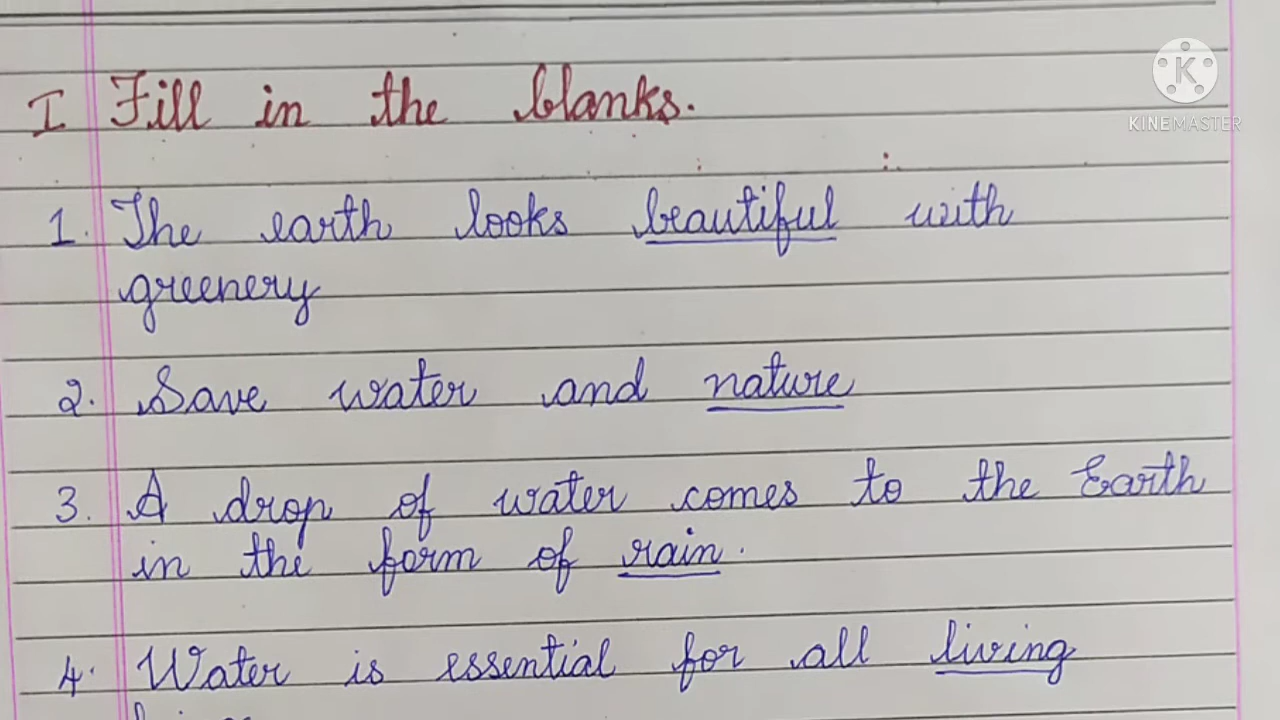 K
KINEMASTER
I Fill in the blanks.
1. The earth looks beautiful with
greenery
2. Save water and nature
3. A drop of water comes to the Earth
in the form of rain.
4. Water is essential for all living